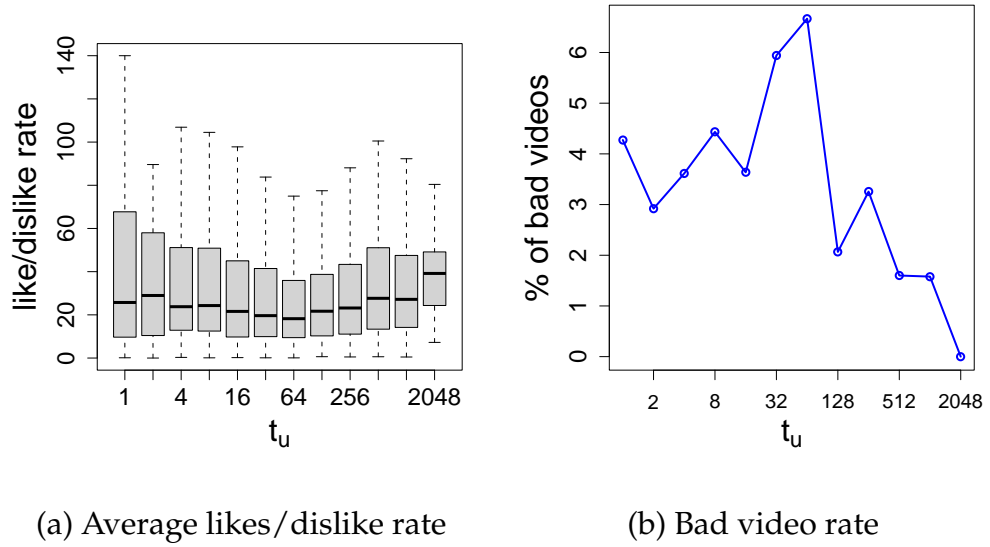 like/dislike rate
140
100
60
20
0
1 4 16 64 256 2048
t_u
% of bad videos
6
5
4
3
2
1
0
2 8 32 128 512 2048
t_u
(a) Average likes/dislike rate
(b) Bad video rate